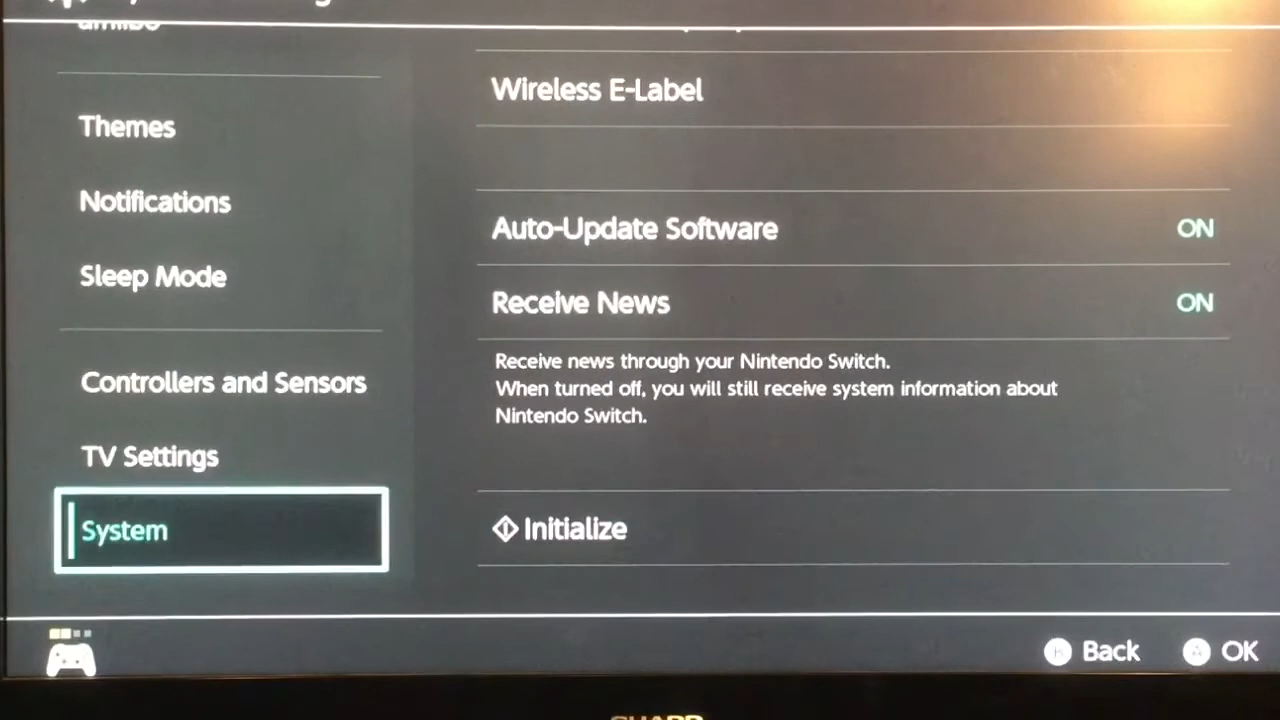 amiibo
Themes
Notifications
Sleep Mode
Controllers and Sensors
TV Settings
System
Wireless E-Label
Auto-Update Software ON
Receive News ON
Receive news through your Nintendo Switch.
When turned off, you will still receive system information about
Nintendo Switch.
Initialize
Back
A OK
SHARP